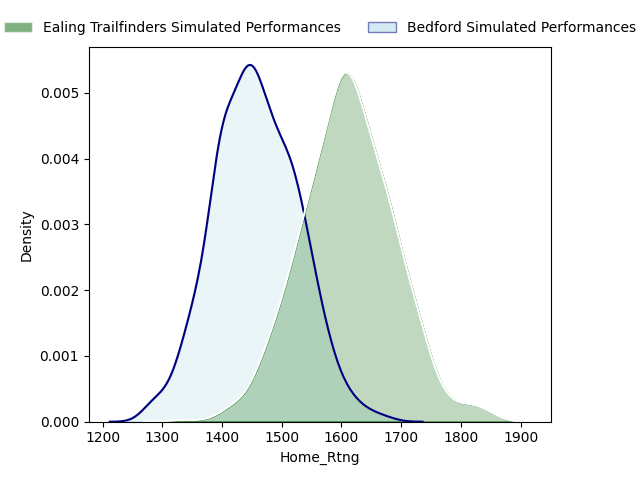 Ealing Trailfinders Simulated Performances Bedford Simulated Performances
Density
0.005
0.004
0.003
0.002
0.001
0.000
1200 1300 1400 1500 1600 1700 1800 1900
Home_Rtng